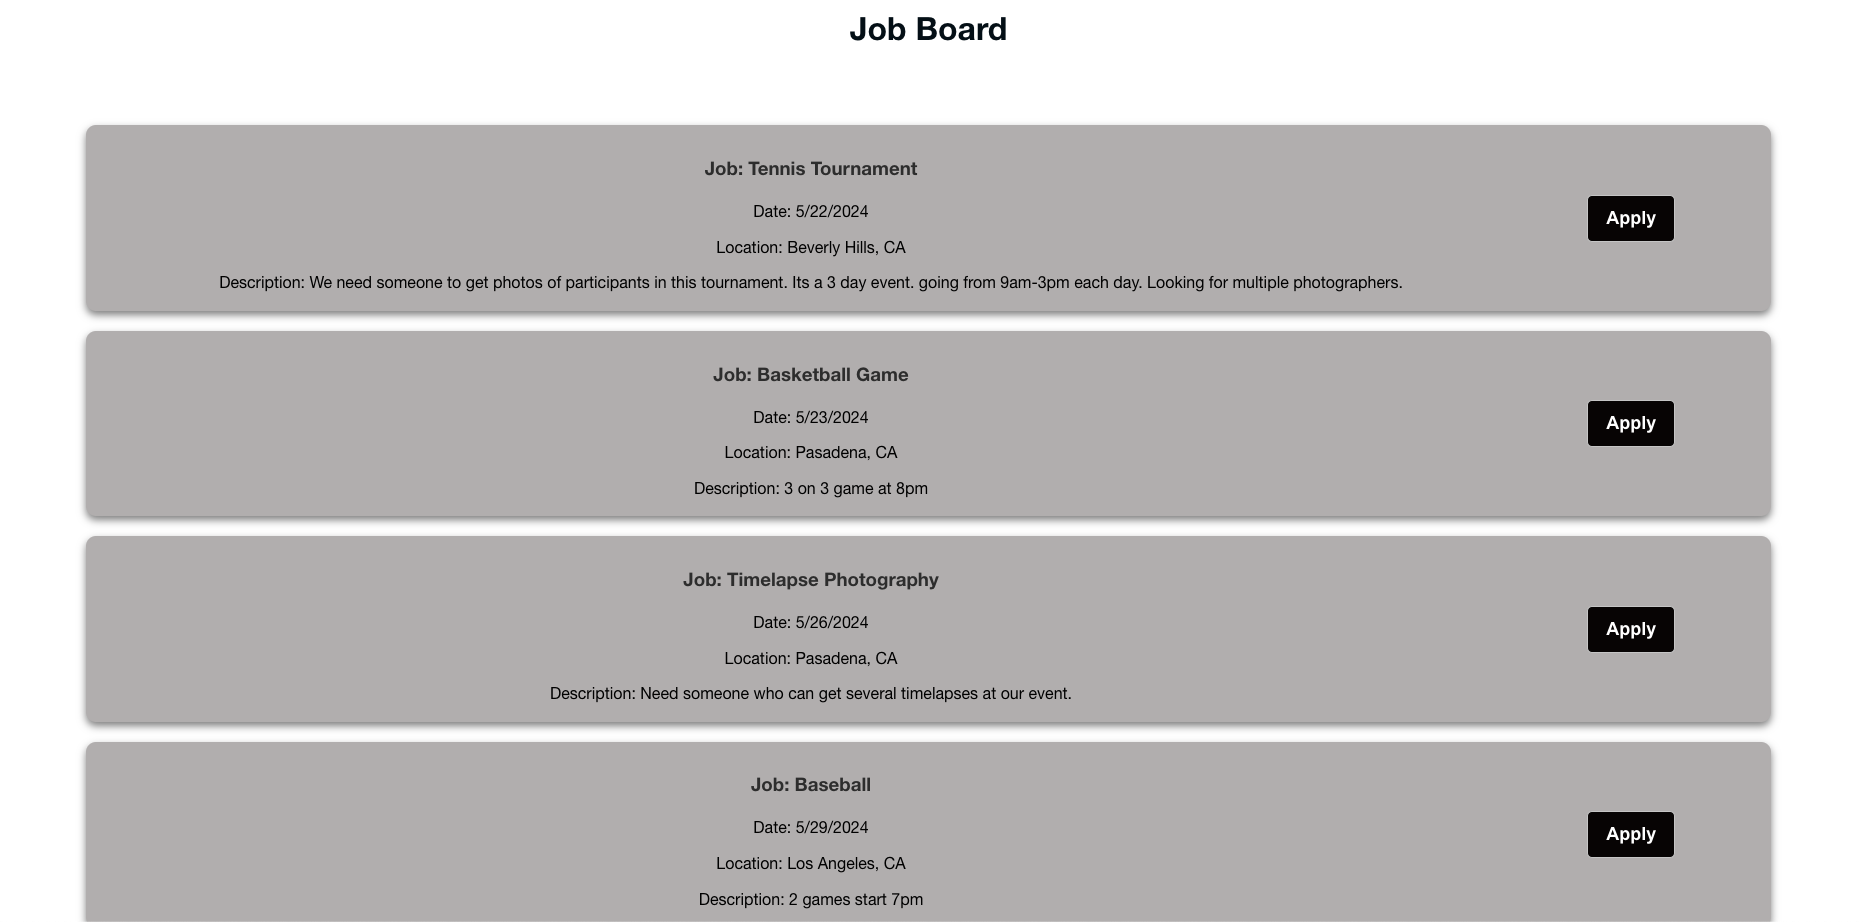 Job Board
Job: Tennis Tournament
Date: 5/22/2024
Location: Beverly Hills, CA
Description: We need someone to get photos of participants in this tournament. Its a 3 day event. going from 9am-3pm each day. Looking for multiple photographers.
Apply
Job: Basketball Game
Date: 5/23/2024
Location: Pasadena, CA
Description: 3 on 3 game at 8pm
Apply
Job: Timelapse Photography
Date: 5/26/2024
Location: Pasadena, CA
Description: Need someone who can get several timelapses at our event.
Apply
Job: Baseball
Date: 5/29/2024
Location: Los Angeles, CA
Description: 2 games start 7pm
Apply